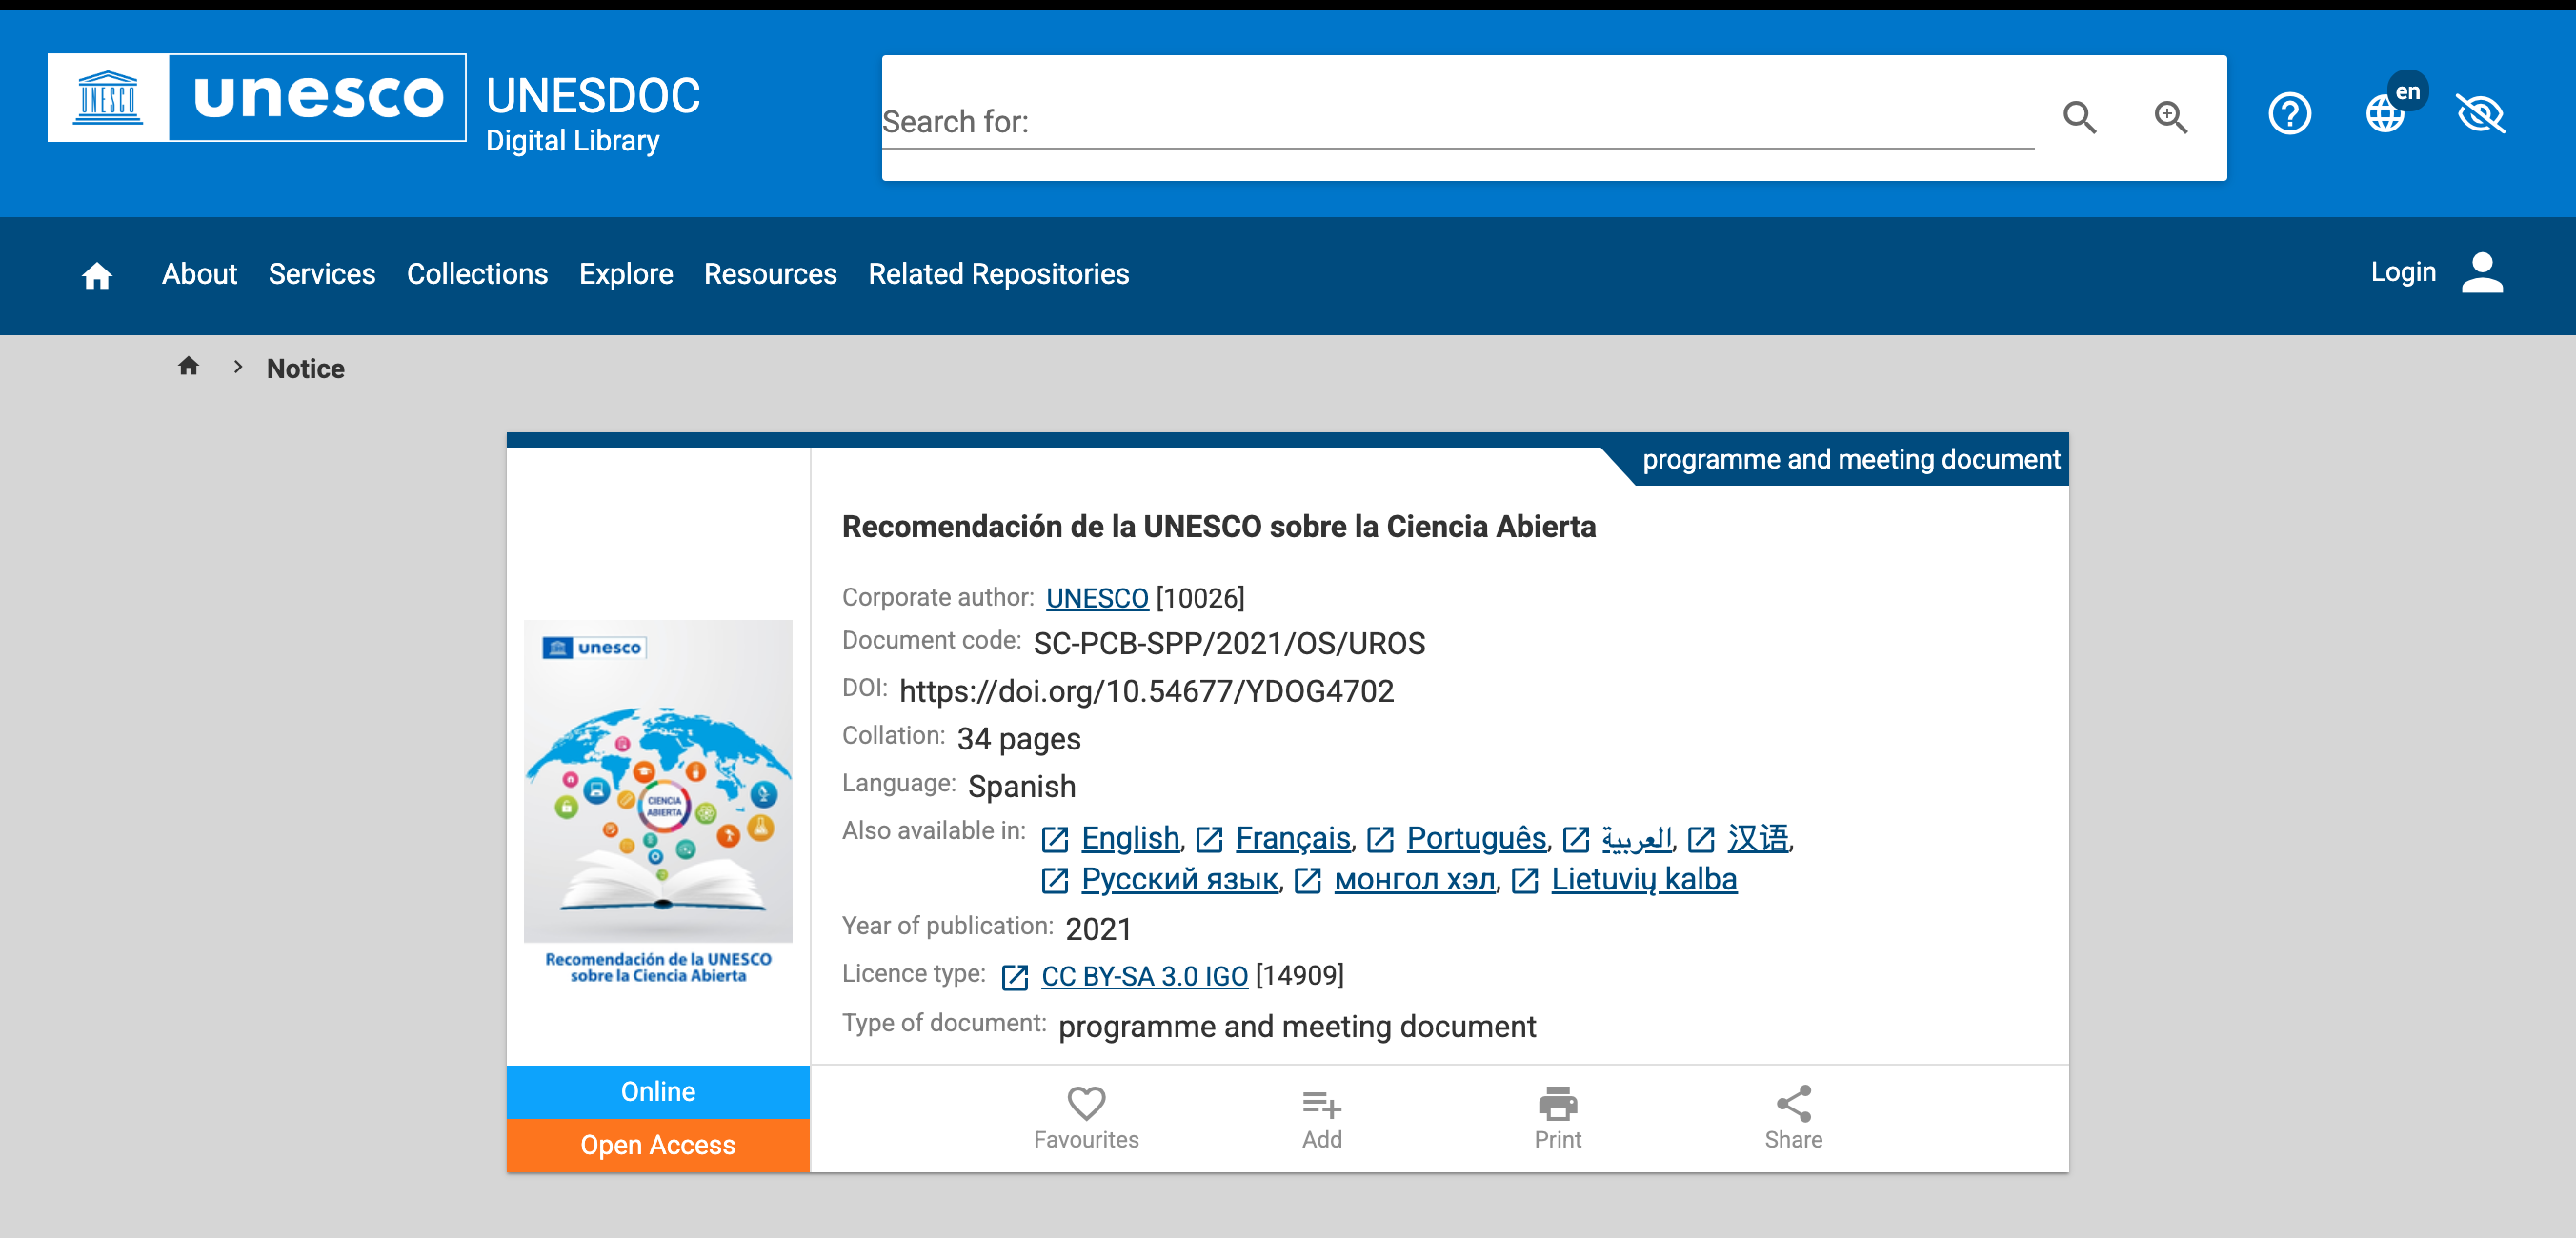 UNESCO
unesco
UNESDOC
Digital Library
Search for:
en
About Services Collections Explore Resources Related Repositories
Login
Notice
programme and meeting document
Recomendación de la UNESCO sobre la Ciencia Abierta
Corporate author: UNESCO [10026]
Document code: SC-PCB-SPP/2021/OS/UROS
DOI: https://doi.org/10.54677/YDOG4702
Collation: 34 pages
Language: Spanish
Also available in: English, Français, Português, العربية, 汉语,
Русский язык, монгол хэл, Lietuvių kalba
Year of publication: 2021
Licence type: CC BY-SA 3.0 IGO [14909]
Type of document: programme and meeting document
unesco
CIENCIA
ABIERTA
Recomendación de la UNESCO
sobre la Ciencia Abierta
Online
Open Access
Favourites Add Print Share